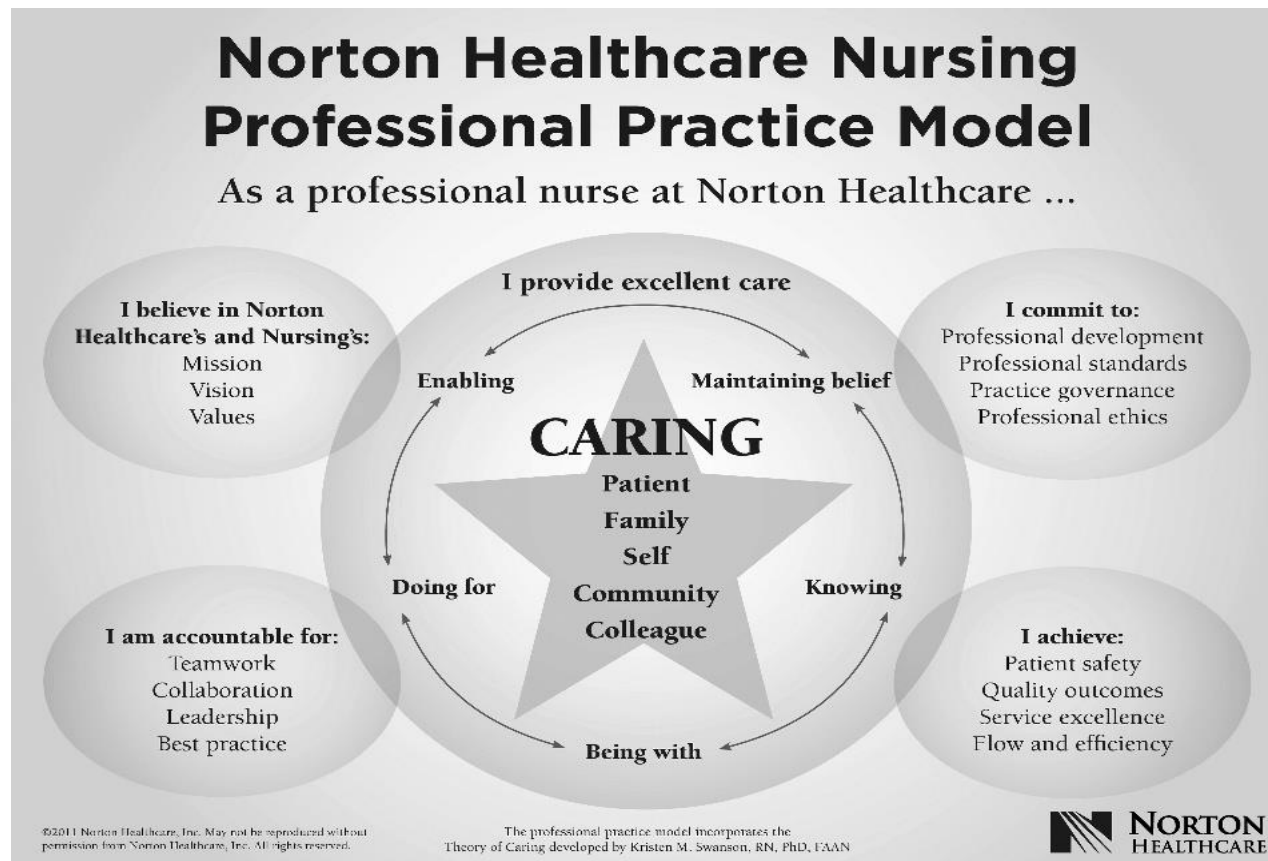 Norton Healthcare Nursing
Professional Practice Model
As a professional nurse at Norton Healthcare ...
I believe in Norton
Healthcare's and Nursing's:
Mission
Vision
Values
I provide excellent care
I commit to:
Professional development
Professional standards
Practice governance
Professional ethics
Enabling
Maintaining belief
CARING
Patient
Family
Self
Community
Colleague
Doing for
Knowing
Being with
I am accountable for:
Teamwork
Collaboration
Leadership
Best practice
I achieve:
Patient safety
Quality outcomes
Service excellence
Flow and efficiency
©2011 Norton Healthcare, Inc. May not be reproduced without
permission from Norton Healthcare, Inc. All rights reserved.
The professional practice model incorporates the
Theory of Caring developed by Kristen M. Swanson, RN, PhD, FAAN
NORTON
HEALTHCARE